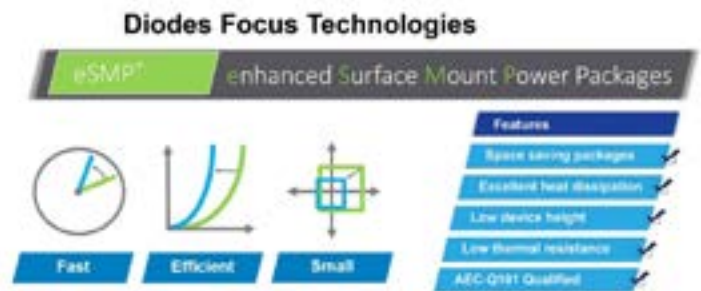 Diodes Focus Technologies
eSMP+ enhanced Surface Mount Power Packages
Features
Space saving packages
Excellent heat dissipation
Low device height
Low thermal resistance
AEC-Q101 Qualified
Fast Efficient Small